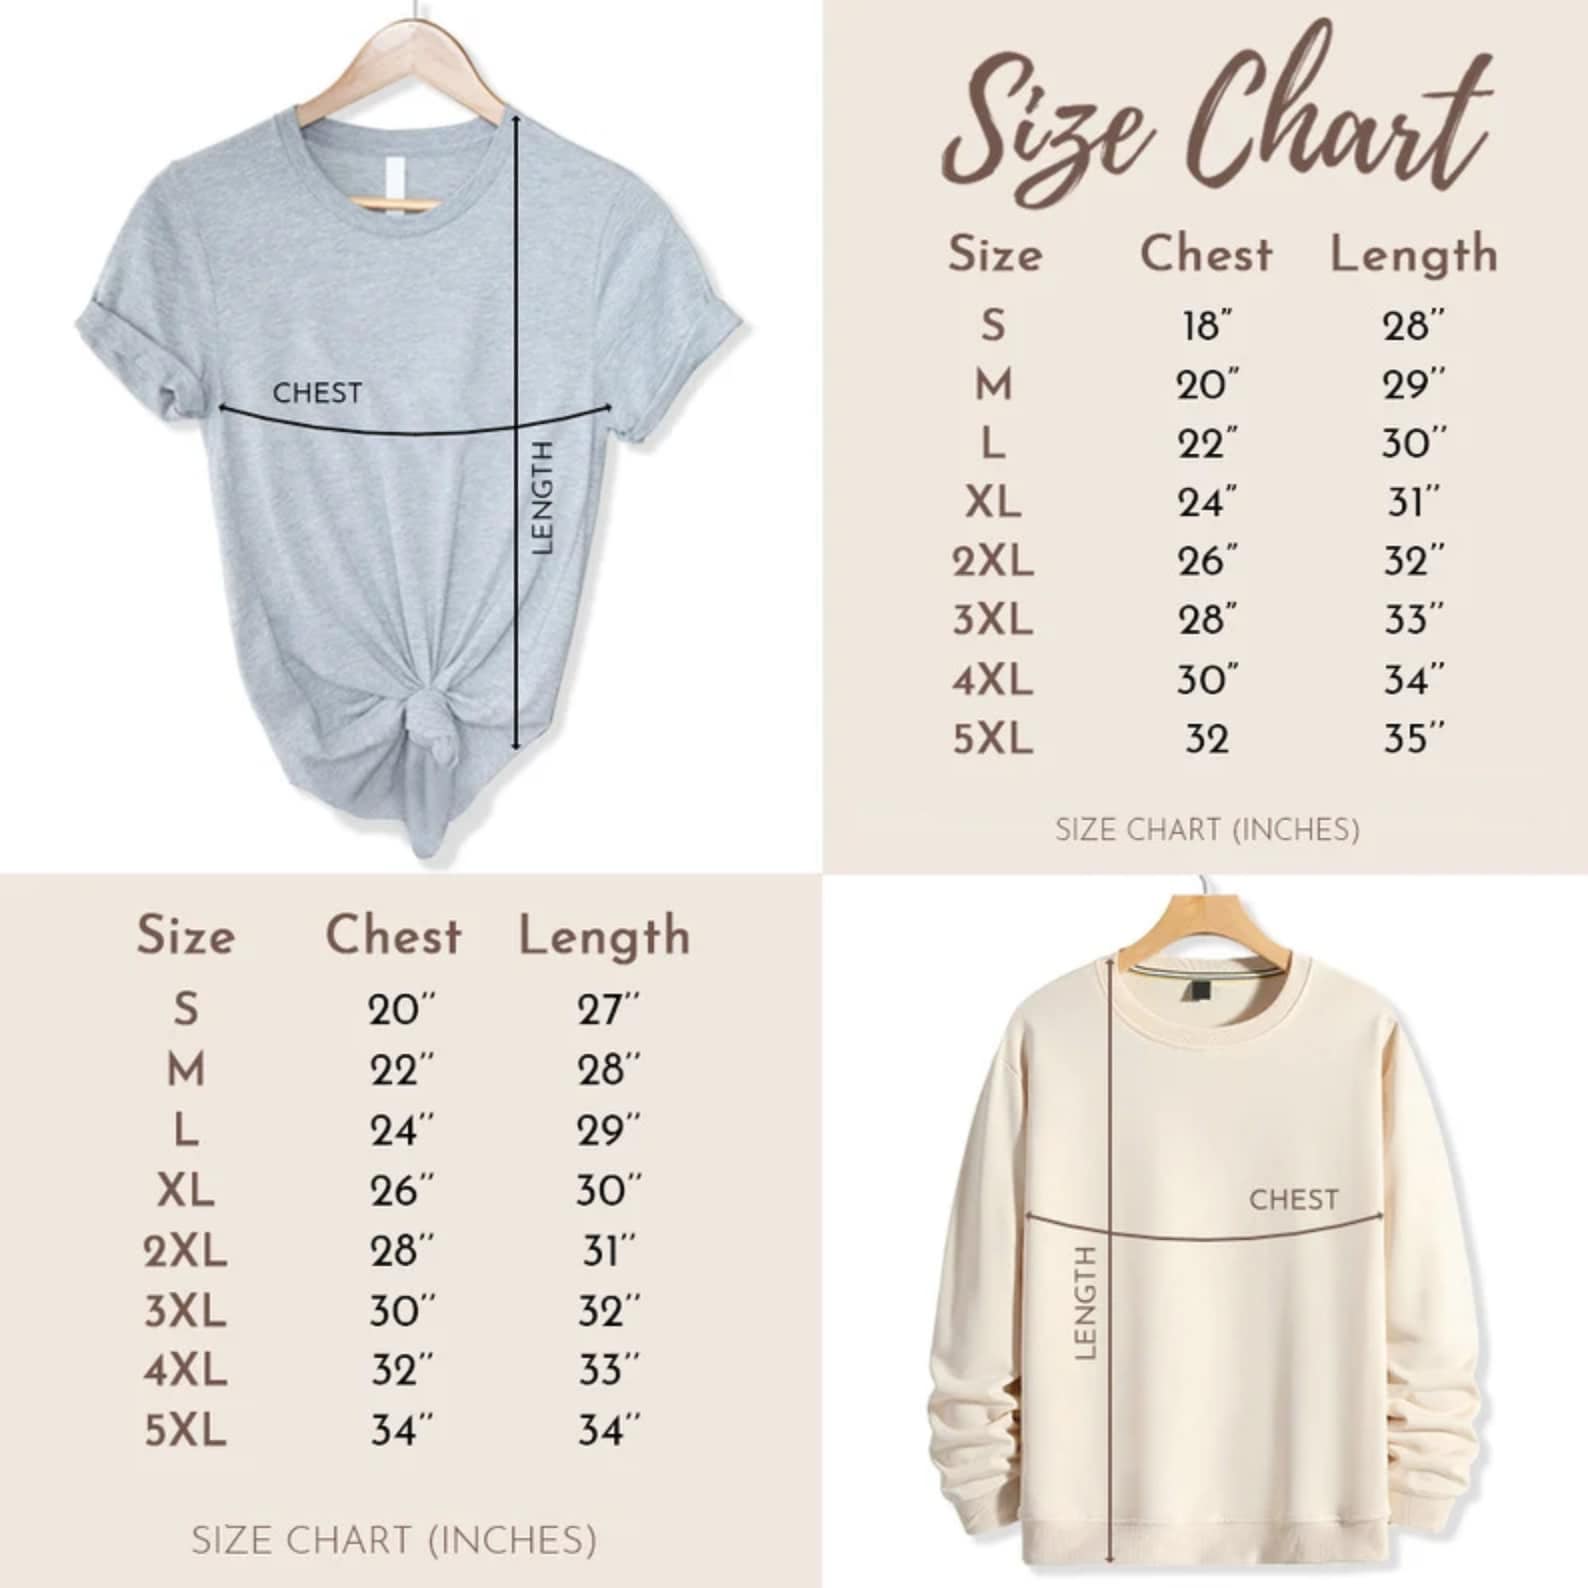 CHEST
LENGTH
Size Chart
Size Chest Length
S 18” 28’’
M 20” 29’’
L 22” 30’’
XL 24” 31’’
2XL 26” 32’’
3XL 28” 33’’
4XL 30” 34’’
5XL 32 35’’
SIZE CHART (INCHES)
Size Chest Length
S 20’’ 27’’
M 22’’ 28’’
L 24’’ 29’’
XL 26’’ 30’’
2XL 28’’ 31’’
3XL 30’’ 32’’
4XL 32’’ 33’’
5XL 34’’ 34’’
SIZE CHART (INCHES)
CHEST
LENGTH